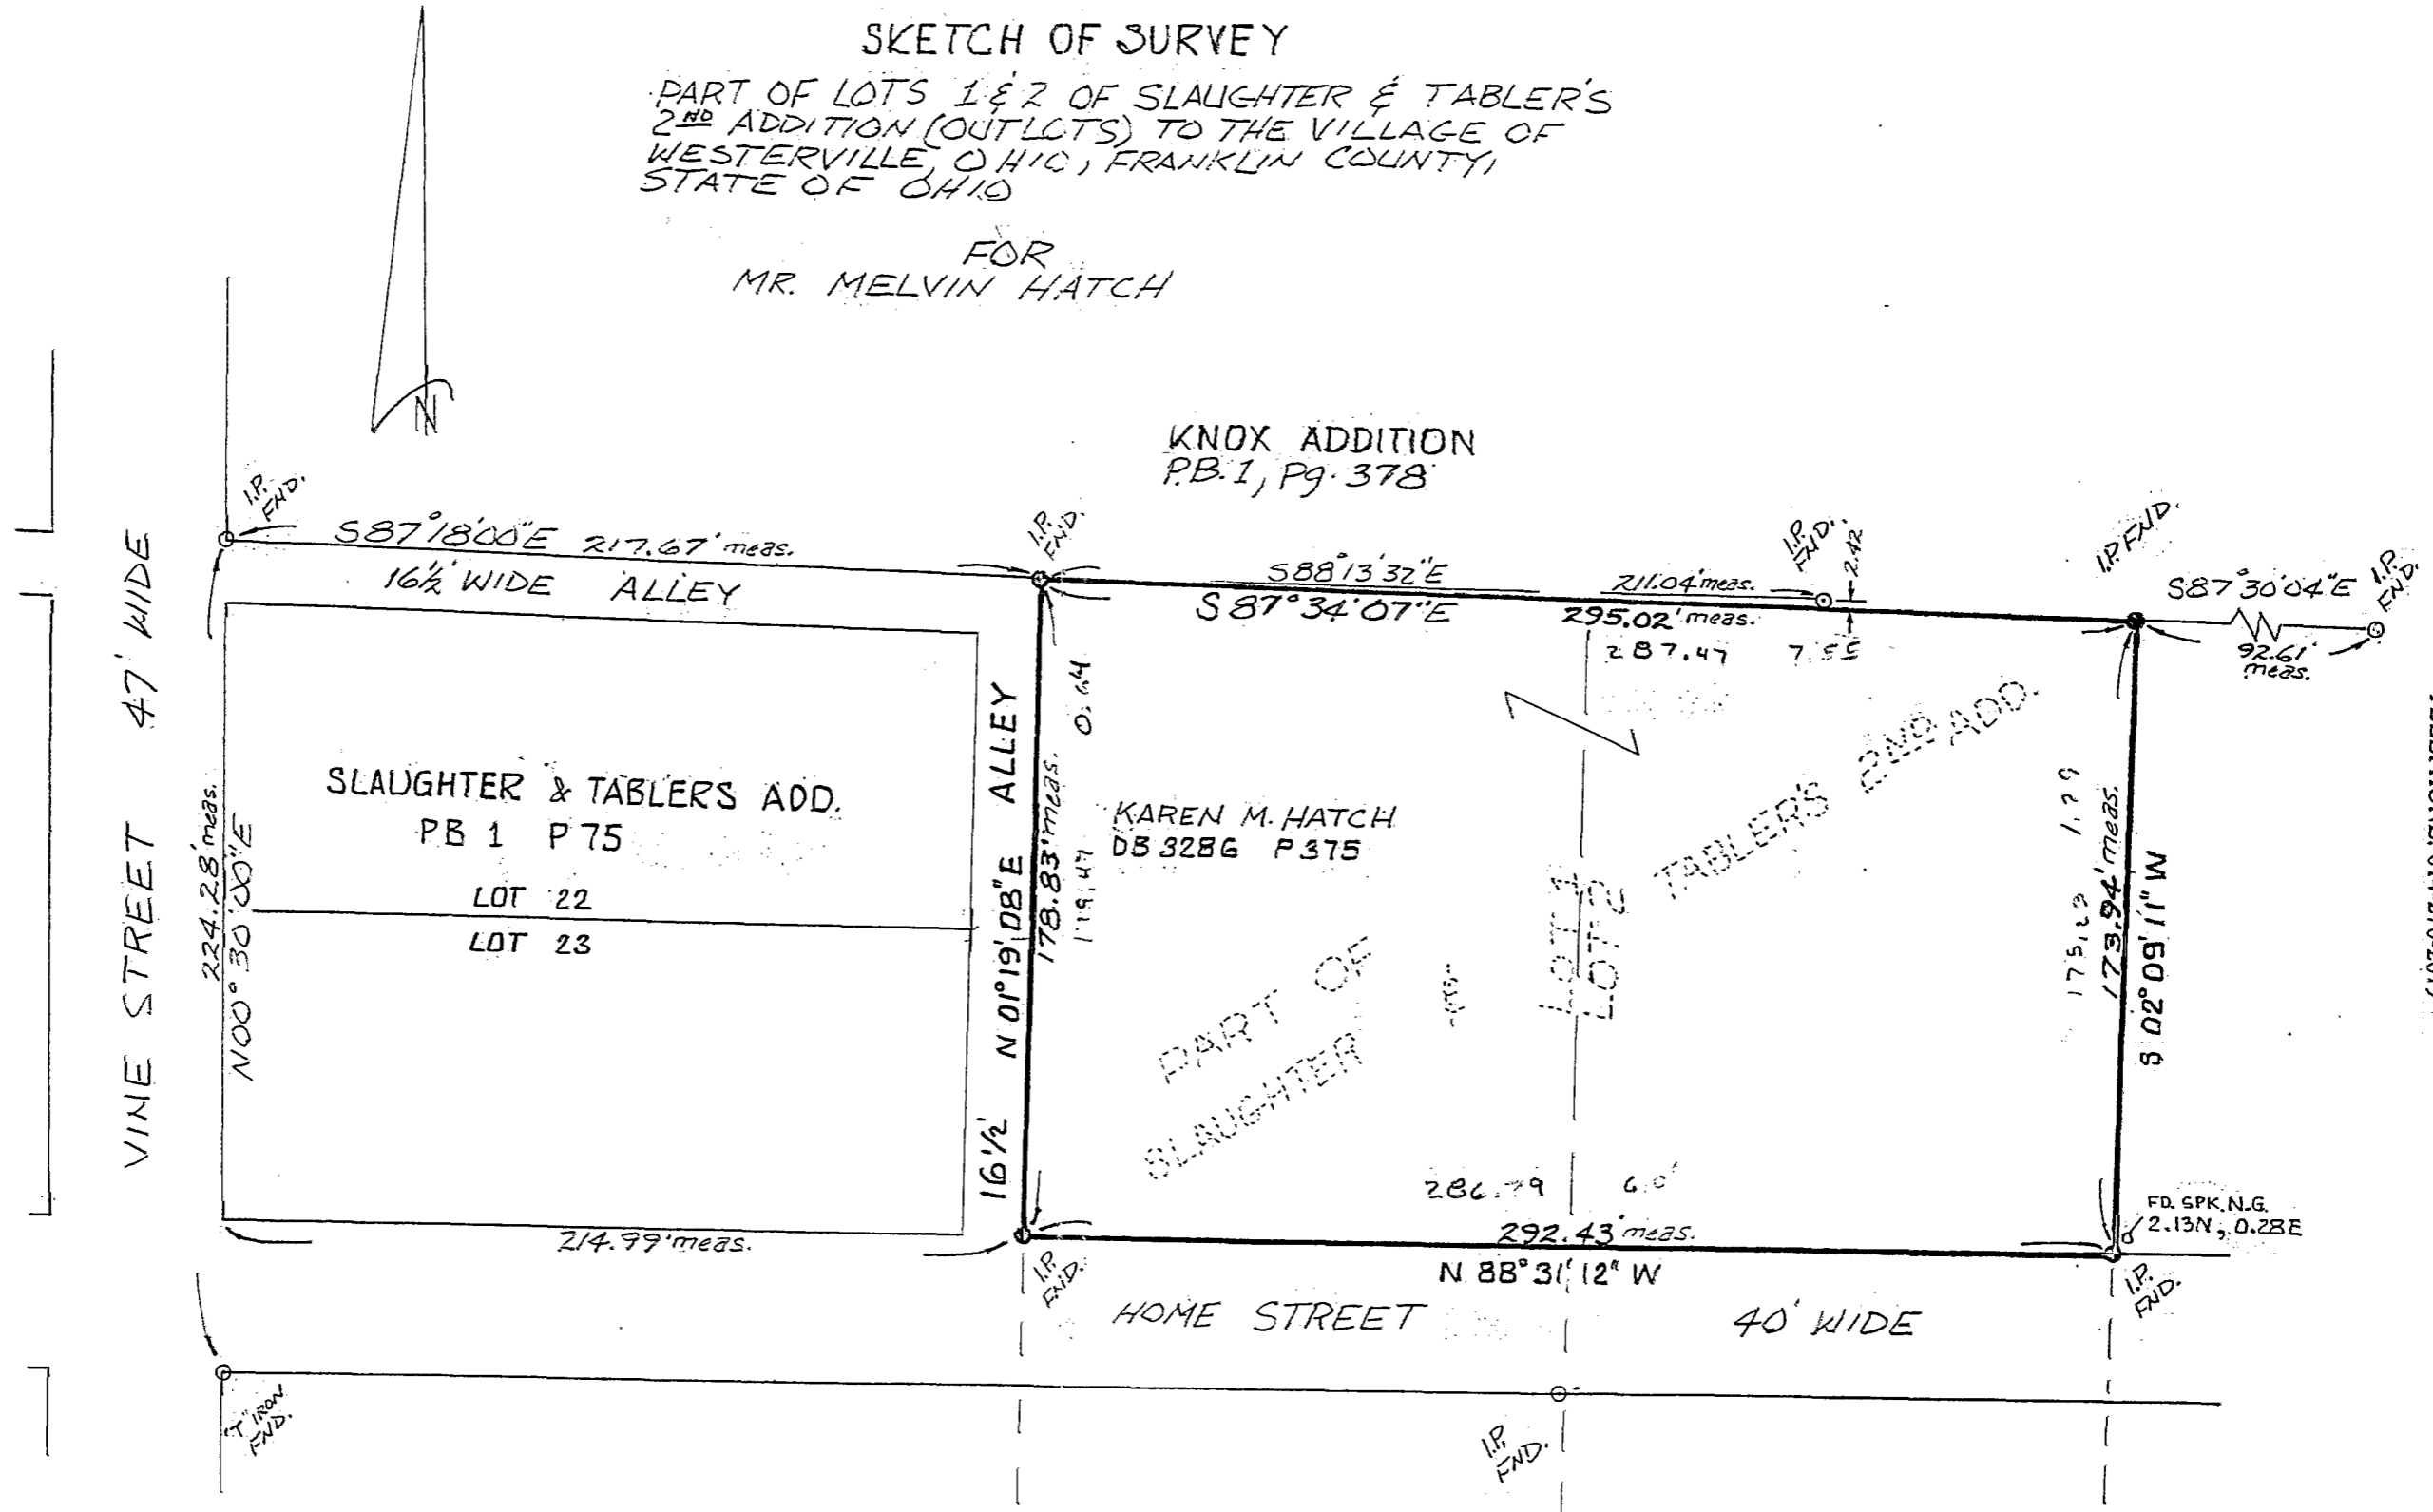 SKETCH OF SURVEY
PART OF LOTS 1 & 2 OF SLAUGHTER & TABLER'S
2ND ADDITION (OUTLOTS) TO THE VILLAGE OF
WESTERVILLE, OHIO, FRANKLIN COUNTY,
STATE OF OHIO
FOR
MR. MELVIN HATCH
N
KNOX ADDITION
P.B.1, Pg. 378
I.P.
FND.
S87°18'00"E 217.67' meas.
16½' WIDE ALLEY
I.P.
FND.
S88°13'32"E
211.04' meas.
I.P.
FND.
2.42
S 87°34'07"E
295.02' meas.
287.47 7.55
I.P. FND.
S87°30'04"E
92.61'
meas.
I.P.
FND.
VINE STREET 47' WIDE
224.28' meas.
N00°30'00"E
SLAUGHTER & TABLERS ADD.
PB 1 P 75
LOT 22
LOT 23
214.99' meas.
16½' N 01°19'08"E ALLEY
178.83' meas.
0.64
KAREN M. HATCH
DB 3286 P 375
PART OF
SLAUGHTER
&
TABLER'S 2ND ADD.
LOT 1
LOT 2
175.23 1.29
173.94' meas.
S 02°09'11" W
286.79
292.43' meas.
N 88°31'12" W
FD. SPK. N.G.
2.13N, 0.28E
I.P.
FND.
I.P.
FND.
HOME STREET 40' WIDE
"T" IRON
FND.
I.P.
FND.